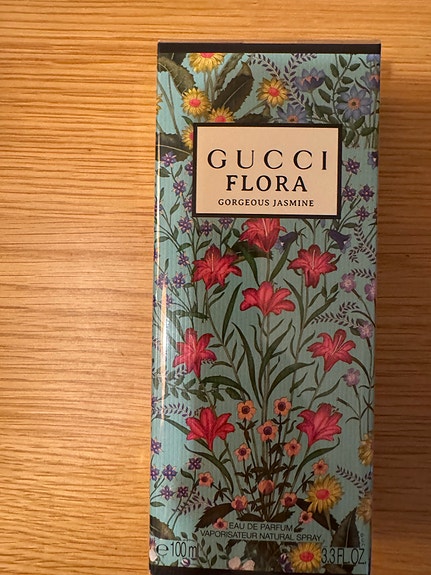 GUCCI
FLORA
GORGEOUS JASMINE
EAU DE PARFUM
VAPORISATEUR NATURAL SPRAY
℮100 ml 3.3 FL.OZ.